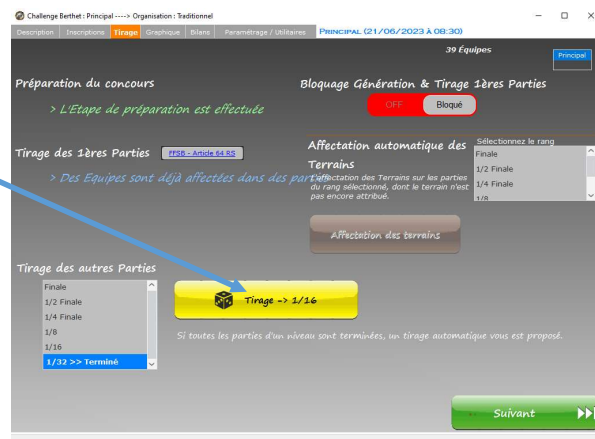 Challenge Berthet : Principal ----> Organisation : Traditionnel
Description Inscriptions Tirage Graphique Bilans Paramétrage / Utilitaires PRINCIPAL (21/06/2023 À 08:30)
39 Équipes
Principal
Préparation du concours
> L'Etape de préparation est effectuée
Bloquage Génération & Tirage 1ères Parties
OFF Bloqué
Tirage des 1ères Parties FFSB - Article 64 RS
> Des Equipes sont déjà affectées dans des parties
Affectation automatique des Terrains
L'affectation des Terrains sur les parties
du rang sélectionné, dont le terrain n'est
pas encore attribué.
Sélectionnez le rang
Finale
1/2 Finale
1/4 Finale
1/8
Affectation des terrains
Tirage des autres Parties
Finale
1/2 Finale
1/4 Finale
1/8
1/16
1/32 >> Terminé
Tirage -> 1/16
Si toutes les parties d'un niveau sont terminées, un tirage automatique vous est proposé.
Suivant